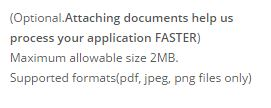 (Optional.Attaching documents help us
process your application FASTER)
Maximum allowable size 2MB.
Supported formats(pdf, jpeg, png files only)